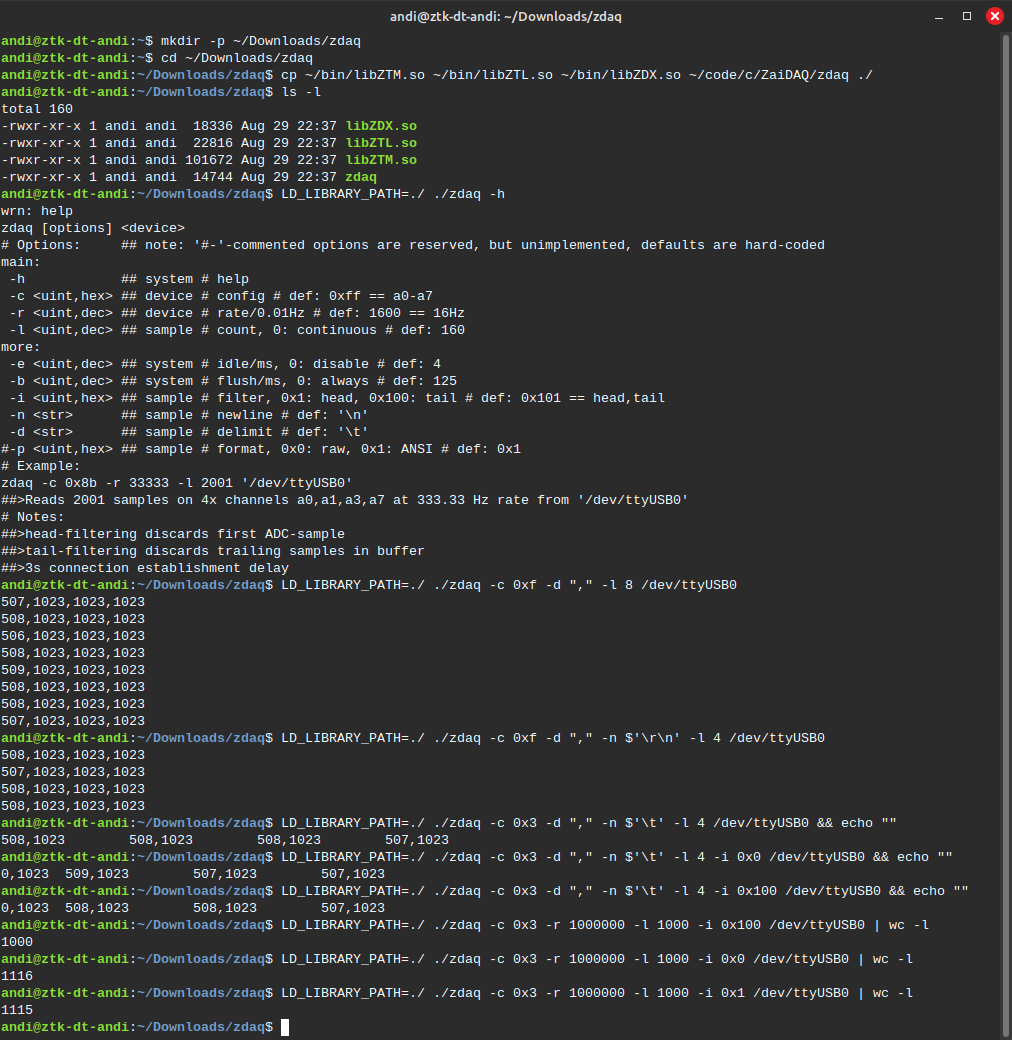 andi@ztk-dt-andi: ~/Downloads/zdaq
andi@ztk-dt-andi:~$ mkdir -p ~/Downloads/zdaq
andi@ztk-dt-andi:~$ cd ~/Downloads/zdaq
andi@ztk-dt-andi:~/Downloads/zdaq$ cp ~/bin/libZTM.so ~/bin/libZTL.so ~/bin/libZDX.so ~/code/c/ZaiDAQ/zdaq ./
andi@ztk-dt-andi:~/Downloads/zdaq$ ls -l
total 160
-rwxr-xr-x 1 andi andi  18336 Aug 29 22:37 libZDX.so
-rwxr-xr-x 1 andi andi  22816 Aug 29 22:37 libZTL.so
-rwxr-xr-x 1 andi andi 101672 Aug 29 22:37 libZTM.so
-rwxr-xr-x 1 andi andi  14744 Aug 29 22:37 zdaq
andi@ztk-dt-andi:~/Downloads/zdaq$ LD_LIBRARY_PATH=./ ./zdaq -h
wrn: help
zdaq [options] <device>
# Options:     ## note: '#-'-commented options are reserved, but unimplemented, defaults are hard-coded
main:
 -h            ## system # help
 -c <uint,hex> ## device # config # def: 0xff == a0-a7
 -r <uint,dec> ## device # rate/0.01Hz # def: 1600 == 16Hz
 -l <uint,dec> ## sample # count, 0: continuous # def: 160
more:
 -e <uint,dec> ## system # idle/ms, 0: disable # def: 4
 -b <uint,dec> ## system # flush/ms, 0: always # def: 125
 -i <uint,hex> ## sample # filter, 0x1: head, 0x100: tail # def: 0x101 == head,tail
 -n <str>      ## sample # newline # def: '\n'
 -d <str>      ## sample # delimit # def: '\t'
#-p <uint,hex> ## sample # format, 0x0: raw, 0x1: ANSI # def: 0x1
# Example:
zdaq -c 0x8b -r 33333 -l 2001 '/dev/ttyUSB0'
##>Reads 2001 samples on 4x channels a0,a1,a3,a7 at 333.33 Hz rate from '/dev/ttyUSB0'
# Notes:
##>head-filtering discards first ADC-sample
##>tail-filtering discards trailing samples in buffer
##>3s connection establishment delay
andi@ztk-dt-andi:~/Downloads/zdaq$ LD_LIBRARY_PATH=./ ./zdaq -c 0xf -d "," -l 8 /dev/ttyUSB0
507,1023,1023,1023
508,1023,1023,1023
506,1023,1023,1023
508,1023,1023,1023
509,1023,1023,1023
508,1023,1023,1023
508,1023,1023,1023
507,1023,1023,1023
andi@ztk-dt-andi:~/Downloads/zdaq$ LD_LIBRARY_PATH=./ ./zdaq -c 0xf -d "," -n $'\r\n' -l 4 /dev/ttyUSB0
508,1023,1023,1023
507,1023,1023,1023
508,1023,1023,1023
508,1023,1023,1023
andi@ztk-dt-andi:~/Downloads/zdaq$ LD_LIBRARY_PATH=./ ./zdaq -c 0x3 -d "," -n $'\t' -l 4 /dev/ttyUSB0 && echo ""
508,1023        508,1023        508,1023        507,1023
andi@ztk-dt-andi:~/Downloads/zdaq$ LD_LIBRARY_PATH=./ ./zdaq -c 0x3 -d "," -n $'\t' -l 4 -i 0x0 /dev/ttyUSB0 && echo ""
0,1023  509,1023        507,1023        507,1023
andi@ztk-dt-andi:~/Downloads/zdaq$ LD_LIBRARY_PATH=./ ./zdaq -c 0x3 -d "," -n $'\t' -l 4 -i 0x100 /dev/ttyUSB0 && echo ""
0,1023  508,1023        508,1023        507,1023
andi@ztk-dt-andi:~/Downloads/zdaq$ LD_LIBRARY_PATH=./ ./zdaq -c 0x3 -r 1000000 -l 1000 -i 0x100 /dev/ttyUSB0 | wc -l
1000
andi@ztk-dt-andi:~/Downloads/zdaq$ LD_LIBRARY_PATH=./ ./zdaq -c 0x3 -r 1000000 -l 1000 -i 0x0 /dev/ttyUSB0 | wc -l
1116
andi@ztk-dt-andi:~/Downloads/zdaq$ LD_LIBRARY_PATH=./ ./zdaq -c 0x3 -r 1000000 -l 1000 -i 0x1 /dev/ttyUSB0 | wc -l
1115
andi@ztk-dt-andi:~/Downloads/zdaq$